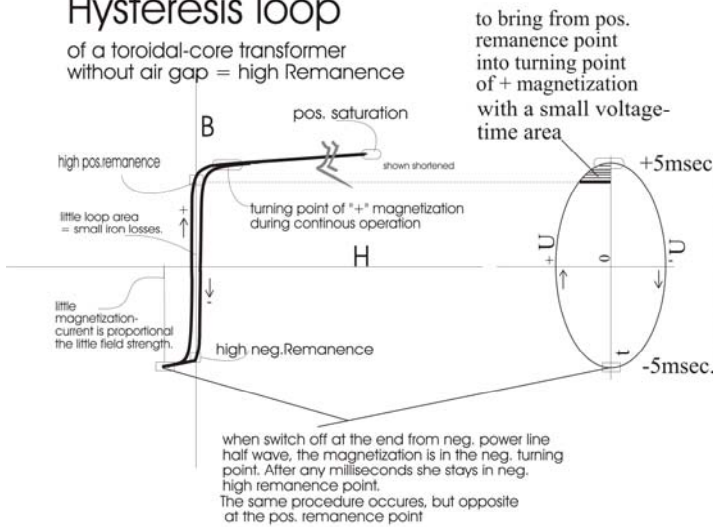 Hysteresis loop
of a toroidal-core transformer
without air gap = high Remanence
to bring from pos.
remanence point
into turning point
of + magnetization
with a small voltage-
time area
B
pos. saturation
high pos.remanence
shown shortened
+5msec
turning point of "+" magnetization
during continous operation
little loop area
= small iron losses.
+
H
+U
0
-U
-
little
magnetization-
current is proportional
the little field strength.
high neg.Remanence
t
-5msec.
when switch off at the end from neg. power line
half wave, the magnetization is in the neg. turning
point. After any milliseconds she stays in neg.
high remanence point.
The same procedure occures, but opposite
at the pos. remanence point